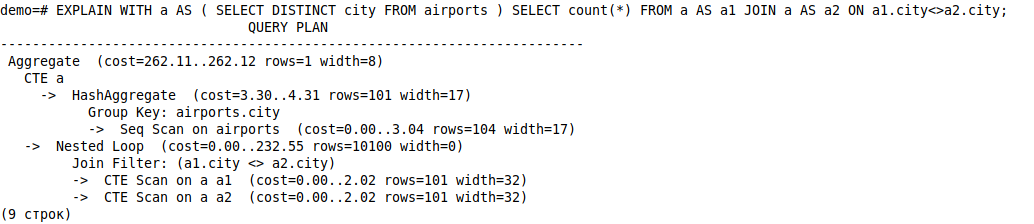 demo=# EXPLAIN WITH a AS ( SELECT DISTINCT city FROM airports ) SELECT count(*) FROM a AS a1 JOIN a AS a2 ON a1.city<>a2.city;
QUERY PLAN
-------------------------------------------------------------------------
Aggregate (cost=262.11..262.12 rows=1 width=8)
CTE a
-> HashAggregate (cost=3.30..4.31 rows=101 width=17)
Group Key: airports.city
-> Seq Scan on airports (cost=0.00..3.04 rows=104 width=17)
-> Nested Loop (cost=0.00..232.55 rows=10100 width=0)
Join Filter: (a1.city <> a2.city)
-> CTE Scan on a a1 (cost=0.00..2.02 rows=101 width=32)
-> CTE Scan on a a2 (cost=0.00..2.02 rows=101 width=32)
(9 строк)